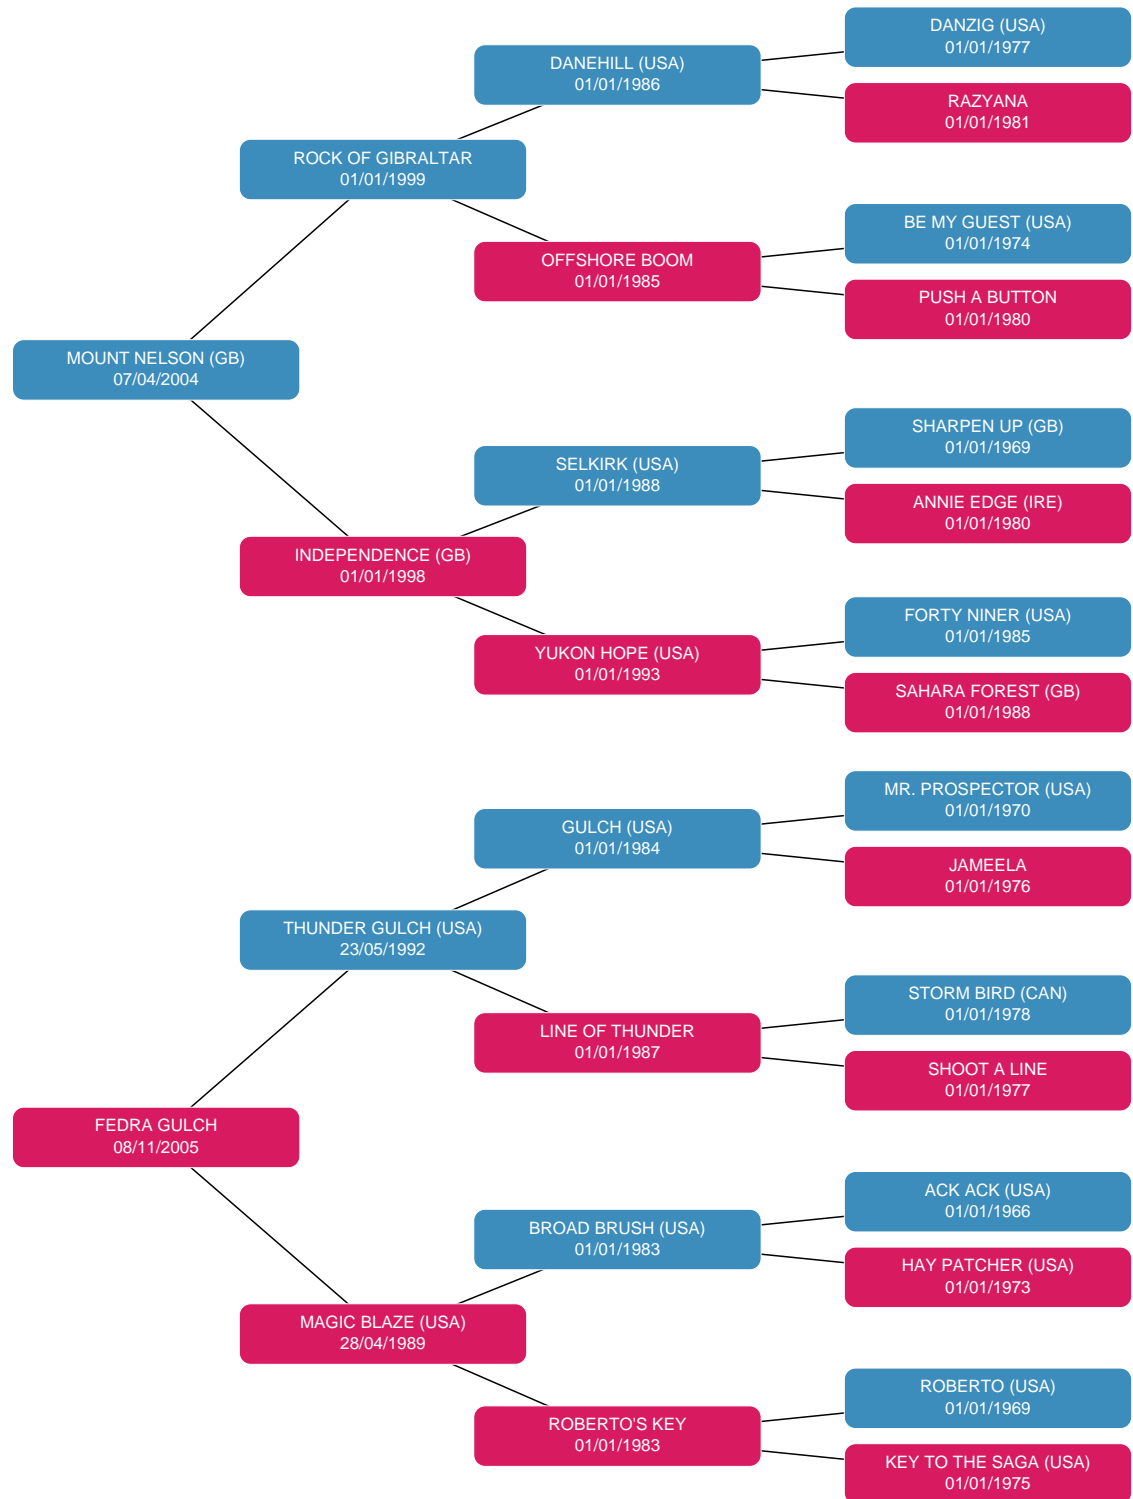 DANZIG (USA)
01/01/1977
DANEHILL (USA)
01/01/1986
RAZYANA
01/01/1981
ROCK OF GIBRALTAR
01/01/1999
BE MY GUEST (USA)
01/01/1974
OFFSHORE BOOM
01/01/1985
PUSH A BUTTON
01/01/1980
MOUNT NELSON (GB)
07/04/2004
SHARPEN UP (GB)
01/01/1969
SELKIRK (USA)
01/01/1988
ANNIE EDGE (IRE)
01/01/1980
INDEPENDENCE (GB)
01/01/1998
FORTY NINER (USA)
01/01/1985
YUKON HOPE (USA)
01/01/1993
SAHARA FOREST (GB)
01/01/1988
MR. PROSPECTOR (USA)
01/01/1970
GULCH (USA)
01/01/1984
JAMEELA
01/01/1976
THUNDER GULCH (USA)
23/05/1992
STORM BIRD (CAN)
01/01/1978
LINE OF THUNDER
01/01/1987
SHOOT A LINE
01/01/1977
FEDRA GULCH
08/11/2005
ACK ACK (USA)
01/01/1966
BROAD BRUSH (USA)
01/01/1983
HAY PATCHER (USA)
01/01/1973
MAGIC BLAZE (USA)
28/04/1989
ROBERTO (USA)
01/01/1969
ROBERTO'S KEY
01/01/1983
KEY TO THE SAGA (USA)
01/01/1975